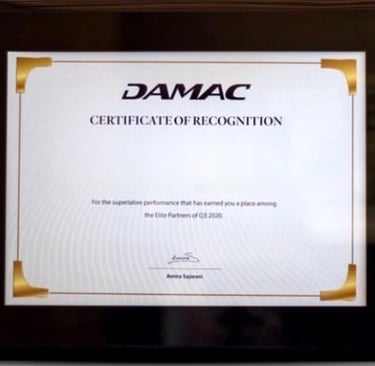 DAMAC
CERTIFICATE OF RECOGNITION
For the superlative performance that has earned you a place among
the Elite Partners of Q3 2020.
Amira Sajwani